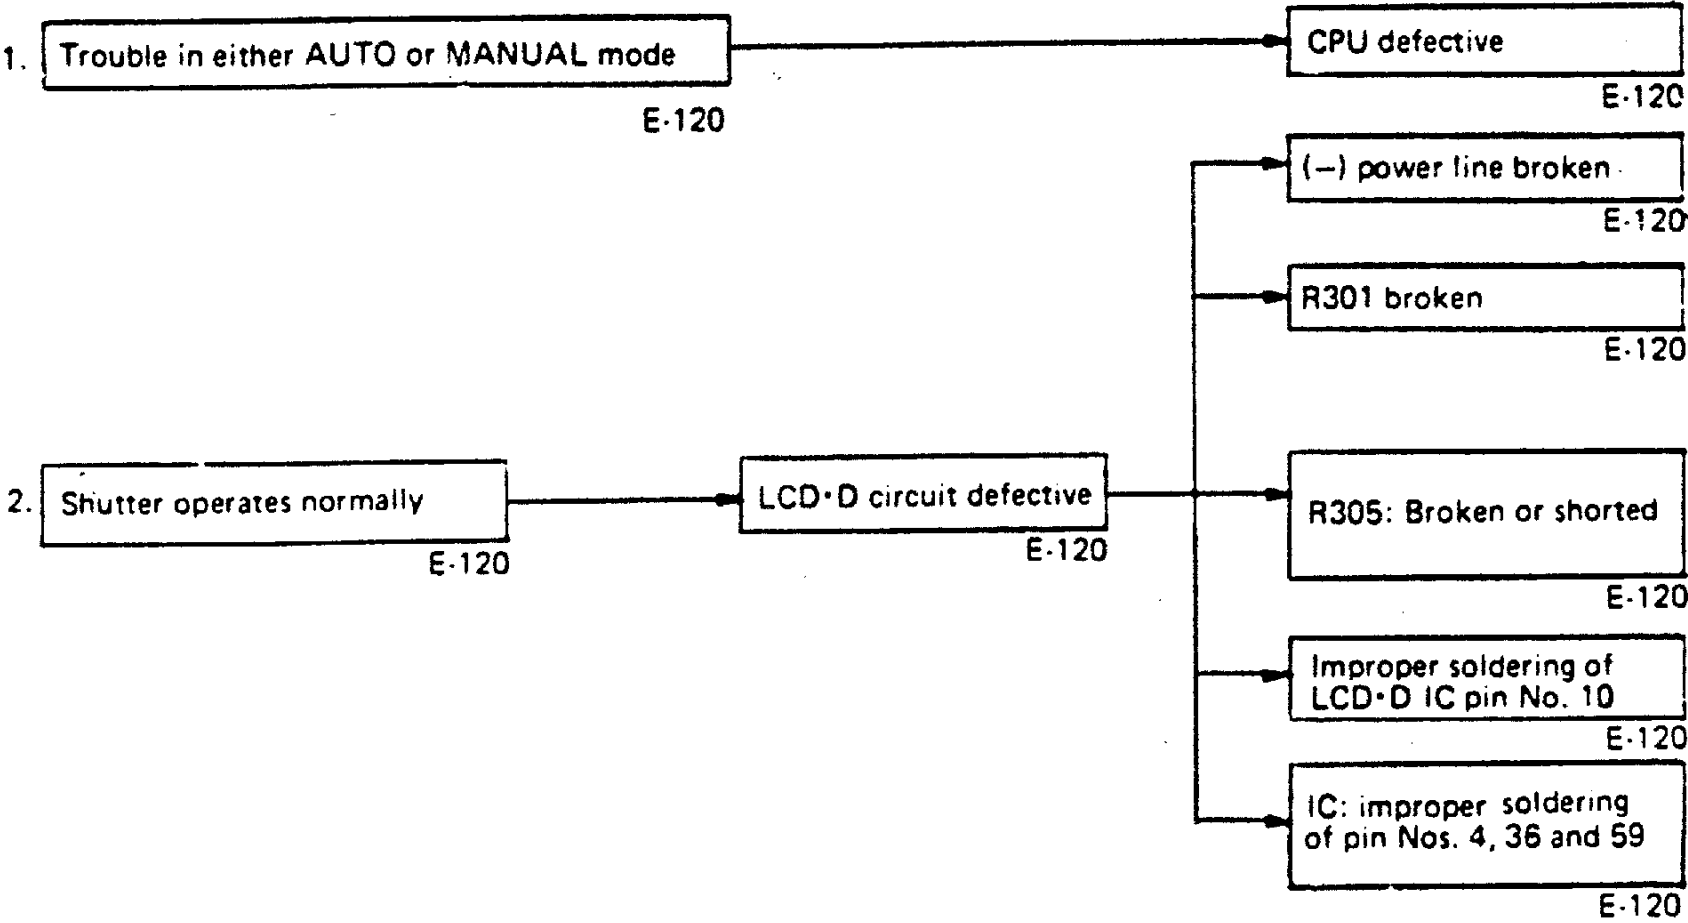 1. Trouble in either AUTO or MANUAL mode
E-120
CPU defective
E-120
(−) power line broken
E-120
R301 broken
E-120
2. Shutter operates normally
E-120
LCD·D circuit defective
E-120
R305: Broken or shorted
E-120
Improper soldering of
LCD·D IC pin No. 10
E-120
IC: improper soldering
of pin Nos. 4, 36 and 59
E-120